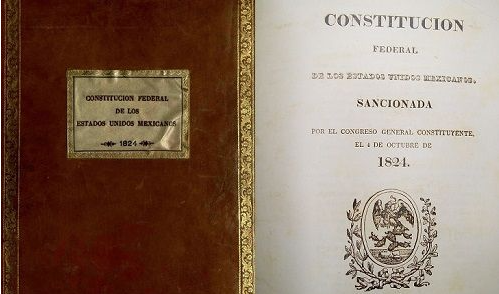 CONSTITUCION FEDERAL
DE LOS
ESTADOS UNIDOS MEXICANOS
1824
CONSTITUCION
FEDERAL
DE LOS ESTADOS UNIDOS MEXICANOS,
SANCIONADA
POR EL CONGRESO GENERAL CONSTITUYENTE,
EL 4 DE OCTUBRE DE
1824.